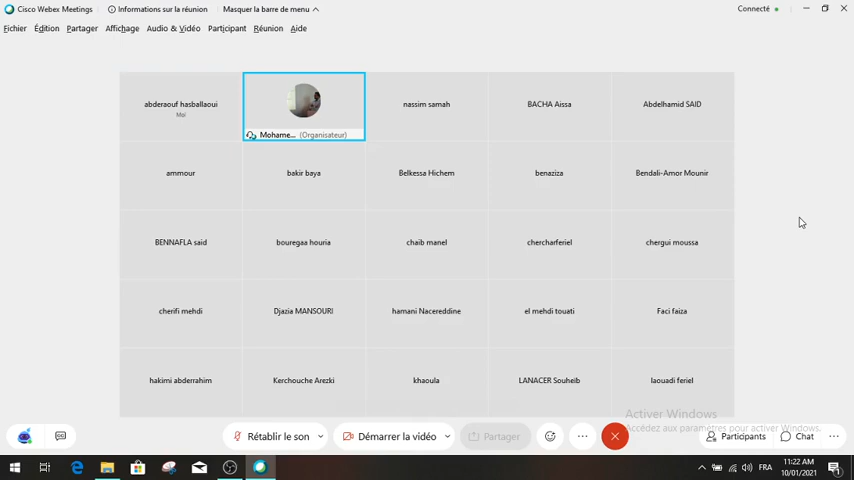 Cisco Webex Meetings Informations sur la réunion Masquer la barre de menu Connecté
Fichier Édition Partager Affichage Audio & Vidéo Participant Réunion Aide
abderaouf hasballaoui
Moi
Mohame... (Organisateur)
nassim samah
BACHA Aissa
Abdelhamid SAID
ammour
bakir baya
Belkessa Hichem
benaziza
Bendali-Amor Mounir
BENNAFLA said
bouregaa houria
chaib manel
chercharferiel
chergui moussa
cherifi mehdi
Djazia MANSOURI
hamani Nacereddine
el mehdi touati
Faci faiza
hakimi abderrahim
Kerchouche Arezki
khaoula
LANACER Souheib
laouadi feriel
Activer Windows
Accédez aux paramètres pour activer Windows.
Rétablir le son Démarrer la vidéo Partager Participants Chat
FRA 11:22 AM
10/01/2021
1